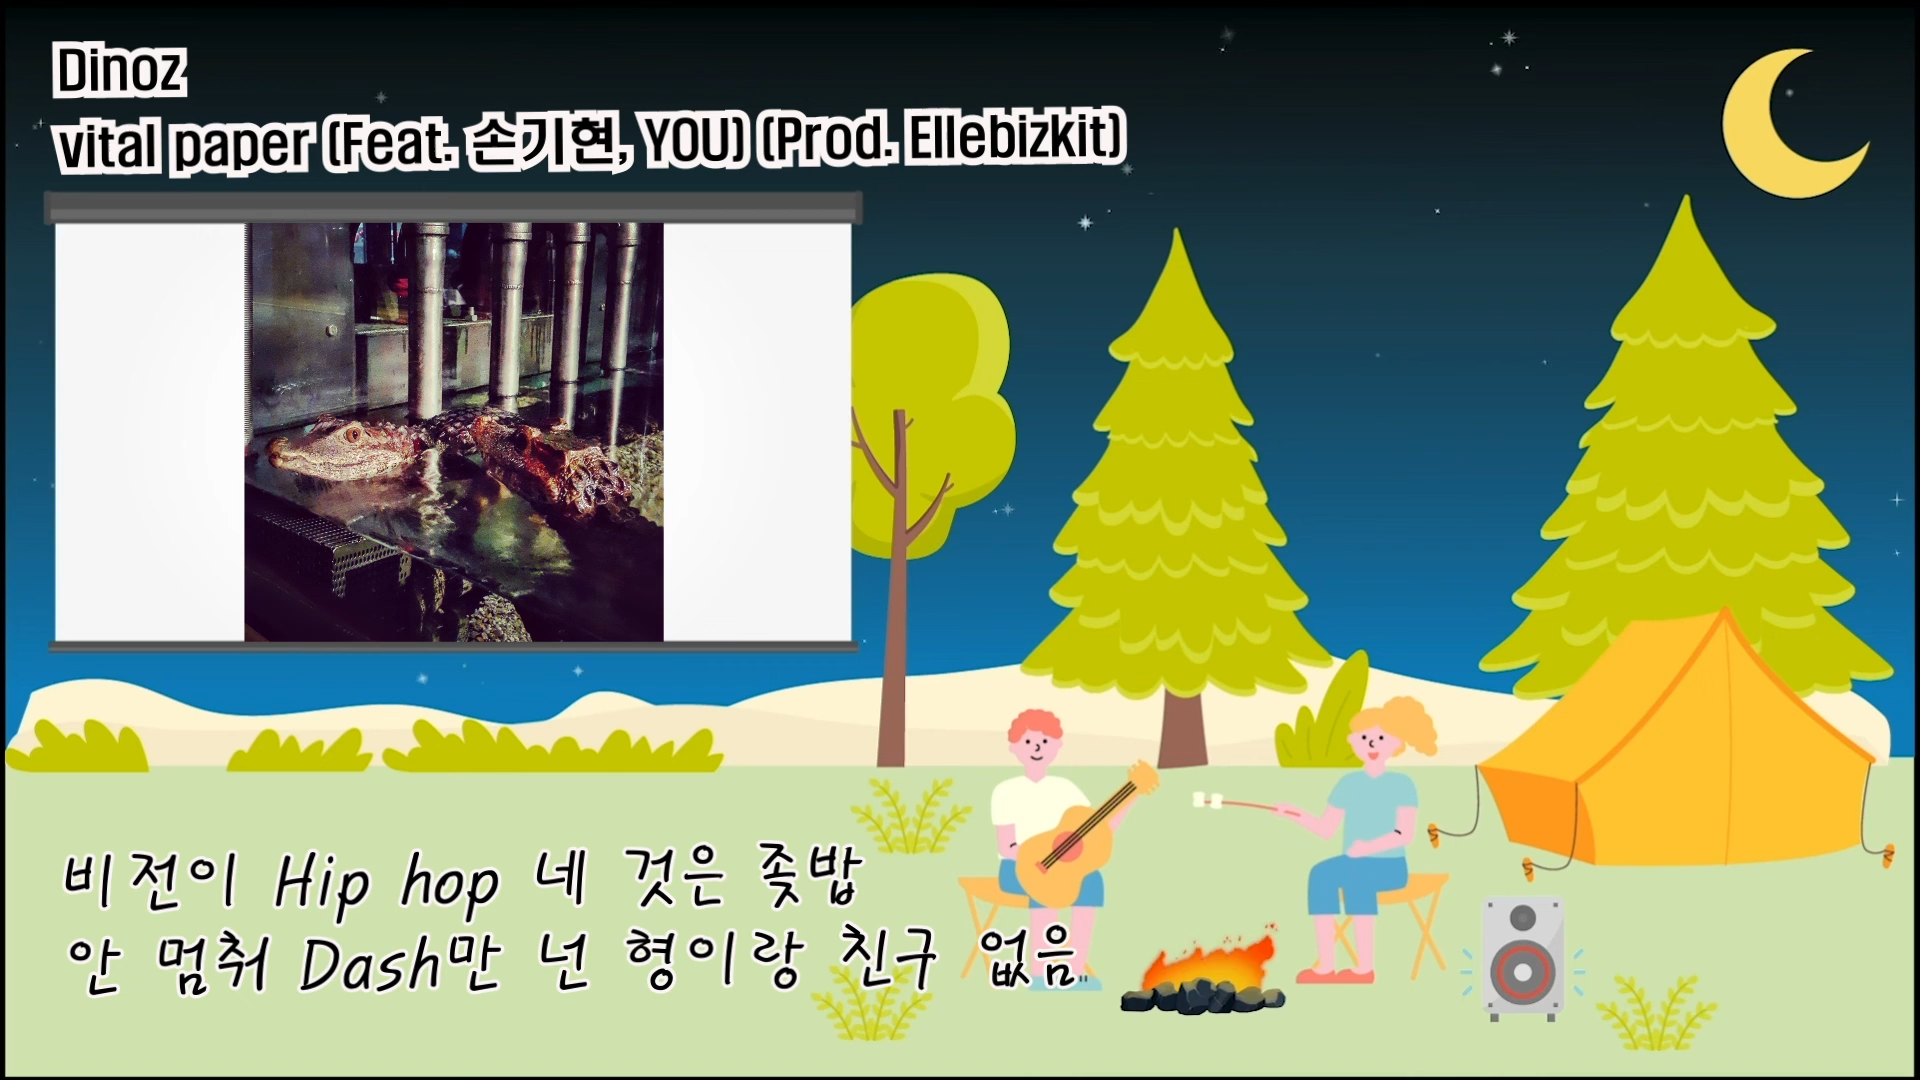 Dinoz
vital paper (Feat. 손기현, YOU) (Prod. Ellebizkit)
비전이 Hip hop 네 것은 좆밥
안 멈춰 Dash만 넌 형이랑 친구 없음